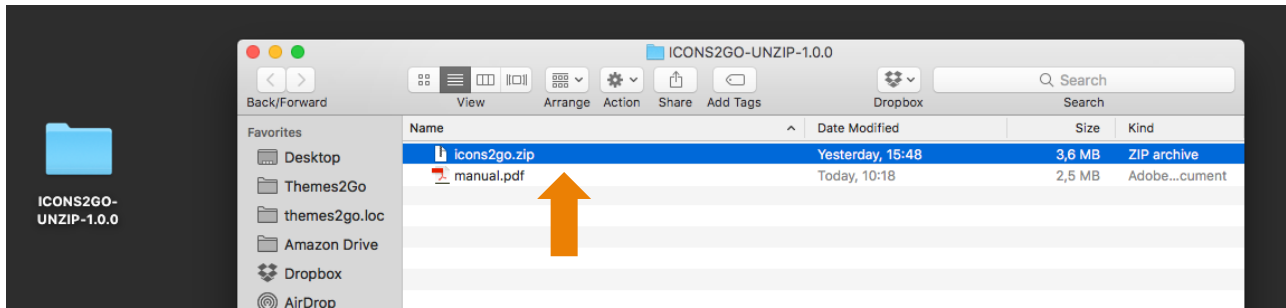 ICONS2GO-UNZIP-1.0.0
Search
Back/Forward
View
Arrange
Action
Share
Add Tags
Dropbox
Search
Favorites
Desktop
Themes2Go
themes2go.loc
Amazon Drive
Dropbox
AirDrop
Name
Date Modified
Size
Kind
icons2go.zip
Yesterday, 15:48
3,6 MB
ZIP archive
manual.pdf
Today, 10:18
2,5 MB
Adobe...cument
ICONS2GO-
UNZIP-1.0.0